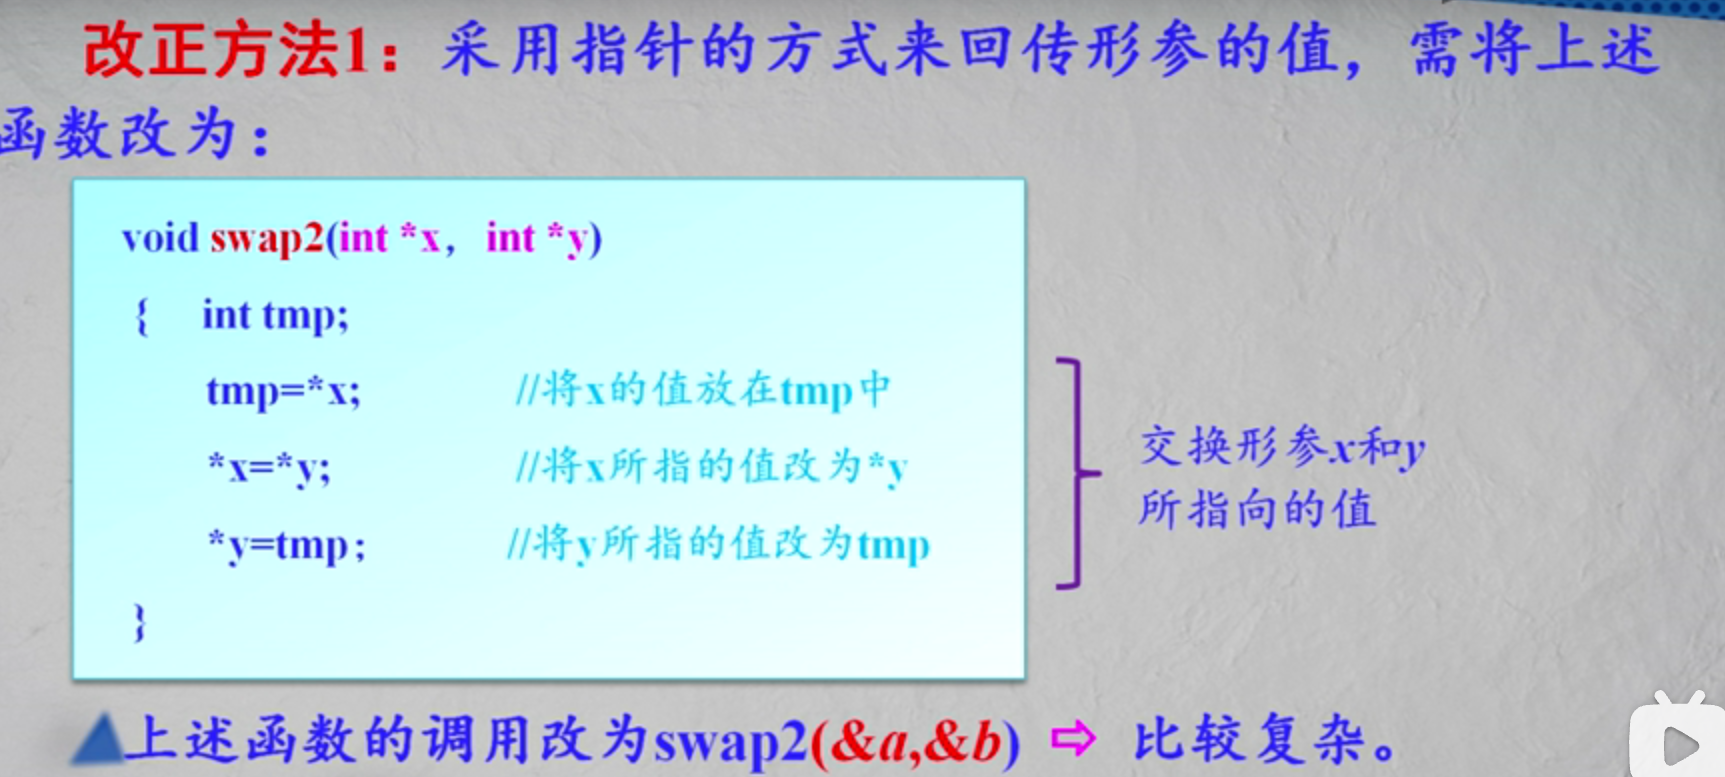 改正方法1：采用指针的方式来回传形参的值，需将上述
函数改为：
void swap2(int *x，int *y)
{ int tmp;
tmp=*x; //将x的值放在tmp中
*x=*y; //将x所指的值改为*y
*y=tmp； //将y所指的值改为tmp
}
交换形参x和y
所指向的值
上述函数的调用改为swap2(&a,&b) ⇨ 比较复杂。